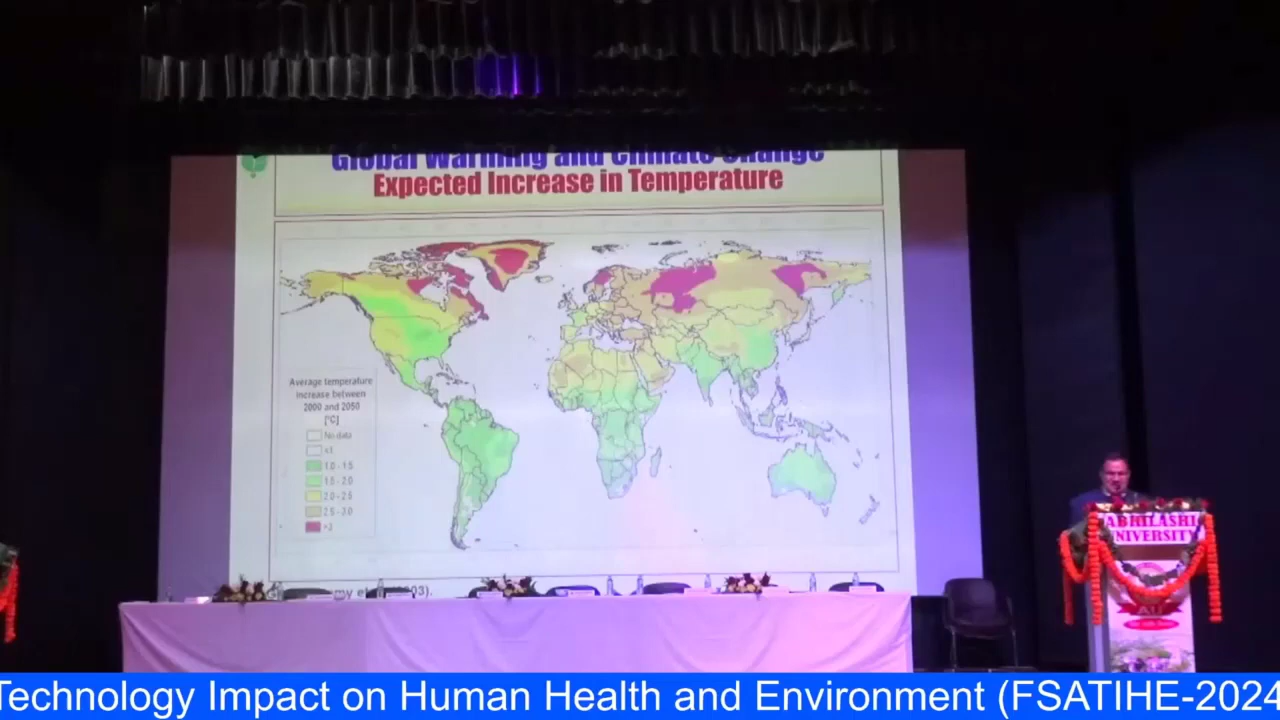 Global Warming and Climate Change
Expected Increase in Temperature
Average temperature
increase between
2000 and 2050
[°C]
No data
<1
1.0 - 1.5
1.5 - 2.0
2.0 - 2.5
2.5 - 3.0
>3
03).
ABHILASHI
UNIVERSITY
AU
Technology Impact on Human Health and Environment (FSATIHE-2024